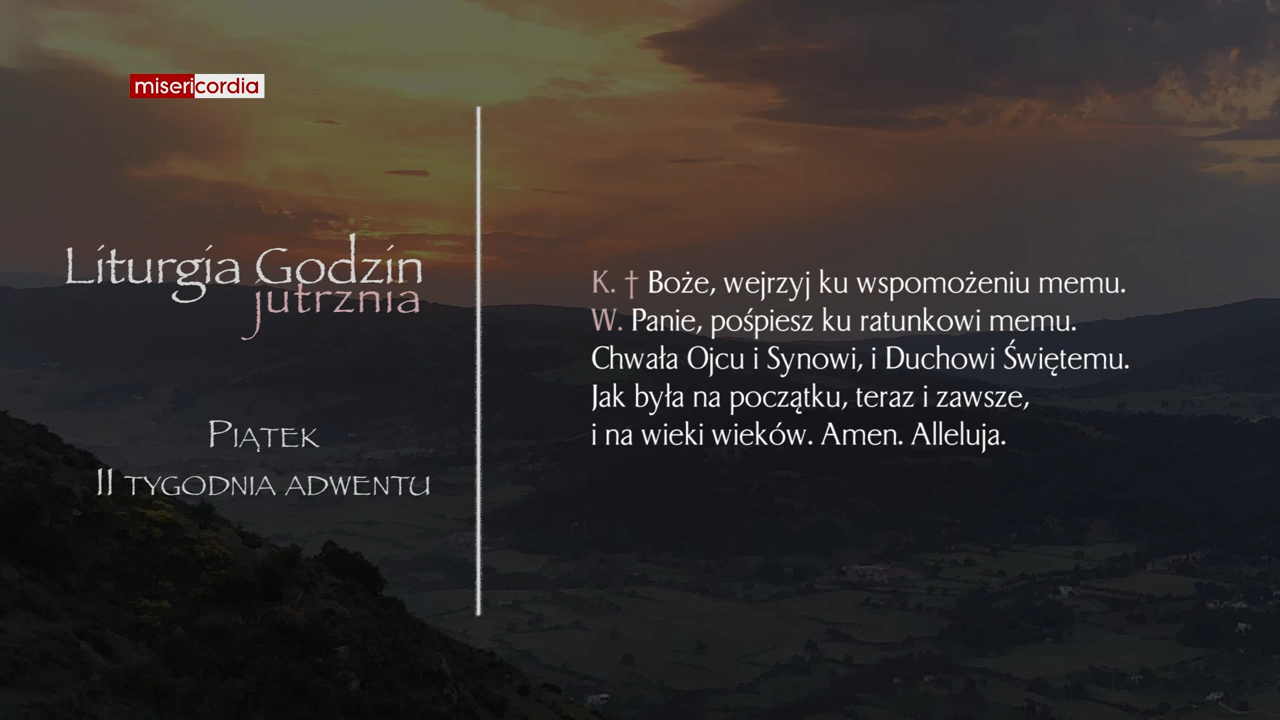 misericordia
Liturgia Godzin
jutrznia
Piątek
II tygodnia adwentu
K. † Boże, wejrzyj ku wspomożeniu memu.
W. Panie, pośpiesz ku ratunkowi memu.
Chwała Ojcu i Synowi, i Duchowi Świętemu.
Jak była na początku, teraz i zawsze,
i na wieki wieków. Amen. Alleluja.